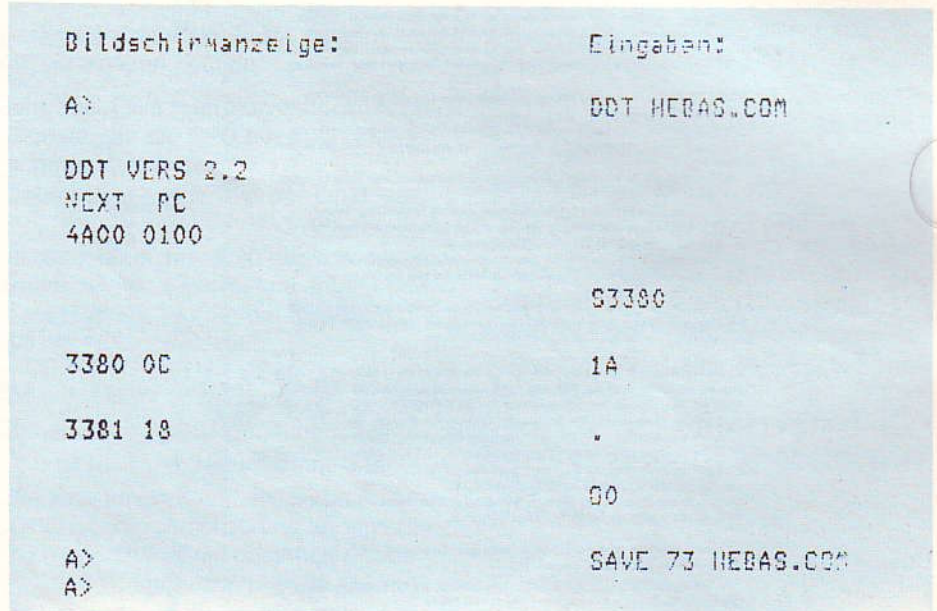 Bildschirmanzeige: Eingaben:
A> DDT HEBAS.COM
DDT VERS 2.2
NEXT PC
4A00 0100
S3380
3380 0C 1A
3381 18 .
G0
A> SAVE 73 HEBAS.COM
A>